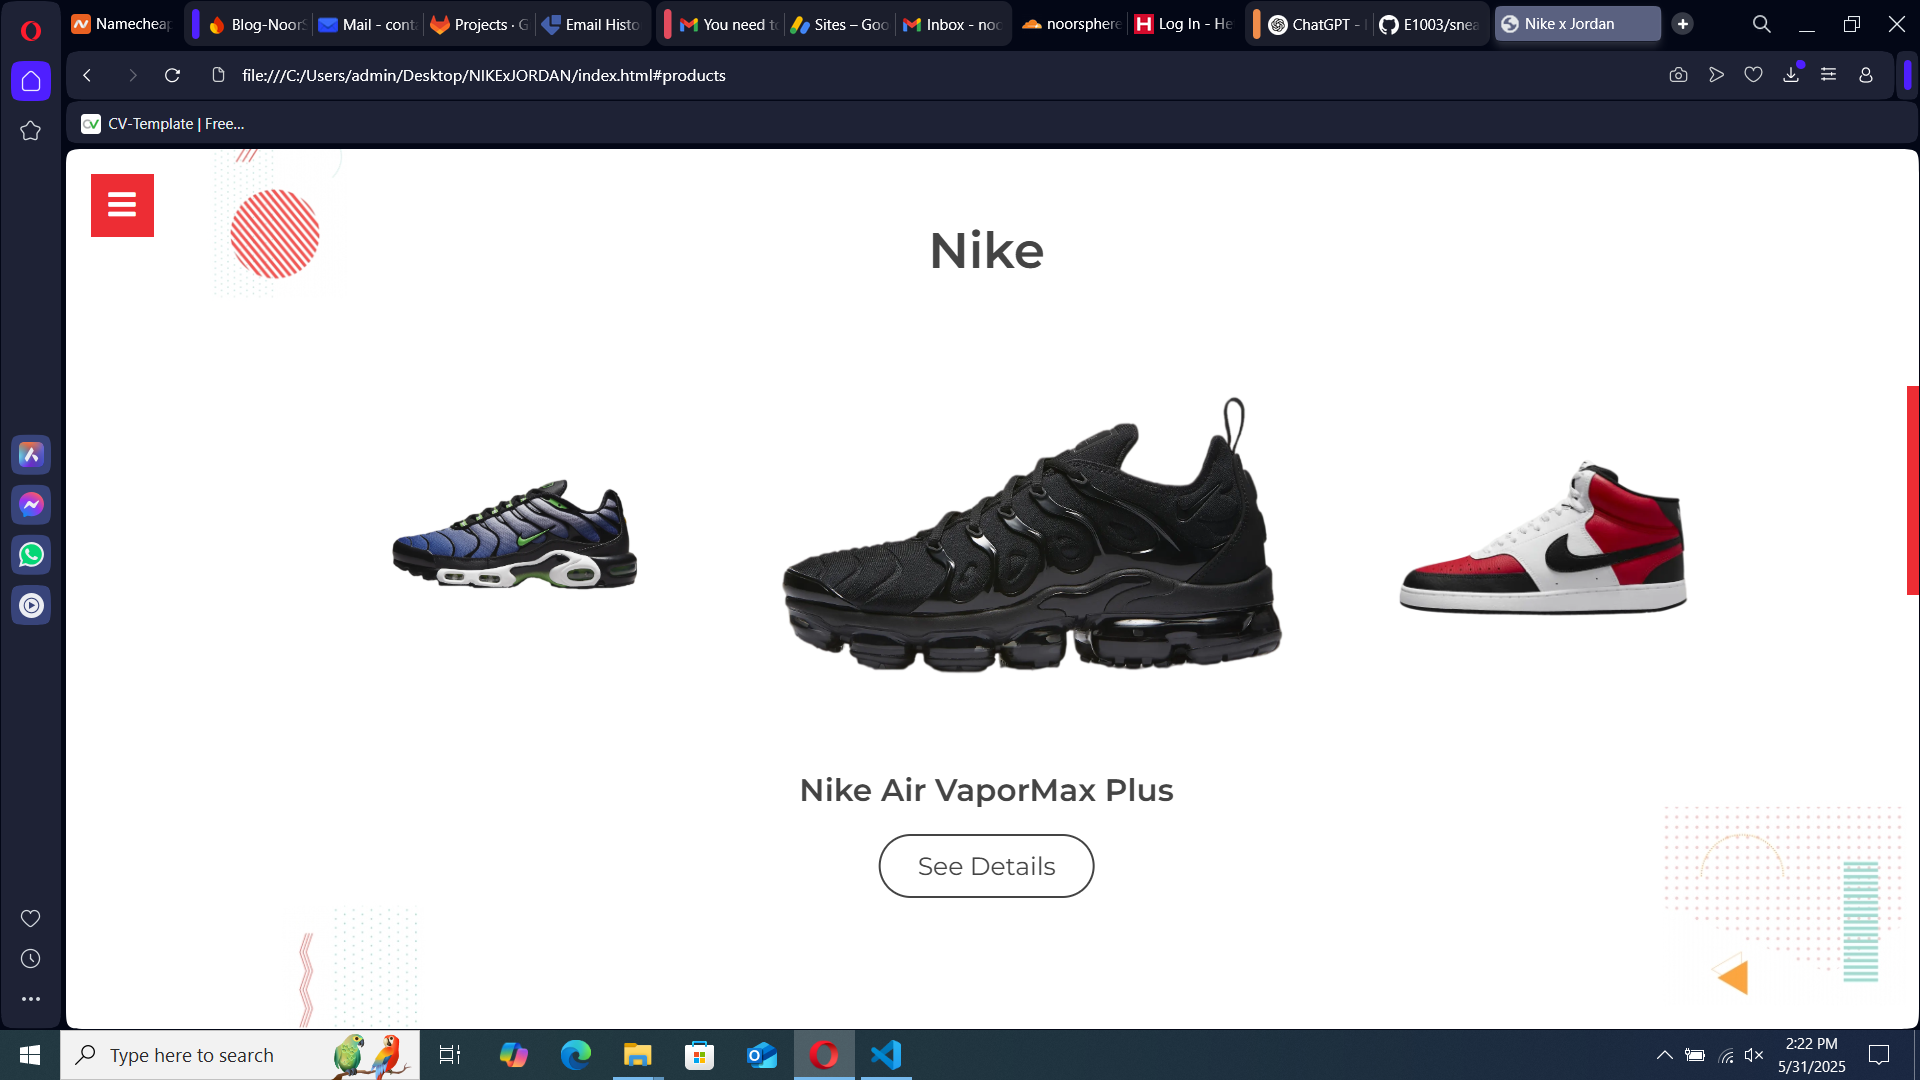 Namecheap
Blog-NoorS
Mail - cont
Projects · G
Email Histo
You need to
Sites – Goo
Inbox - noo
noorsphere
Log In - He
ChatGPT -
E1003/snea
Nike x Jordan
file:///C:/Users/admin/Desktop/NIKExJORDAN/index.html#products
CV-Template | Free...
Nike
Nike Air VaporMax Plus
See Details
Type here to search
2:22 PM
5/31/2025